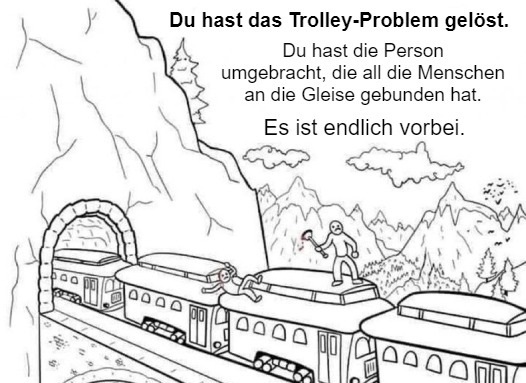 Du hast das Trolley-Problem gelöst.
Du hast die Person
umgebracht, die all die Menschen
an die Gleise gebunden hat.
Es ist endlich vorbei.